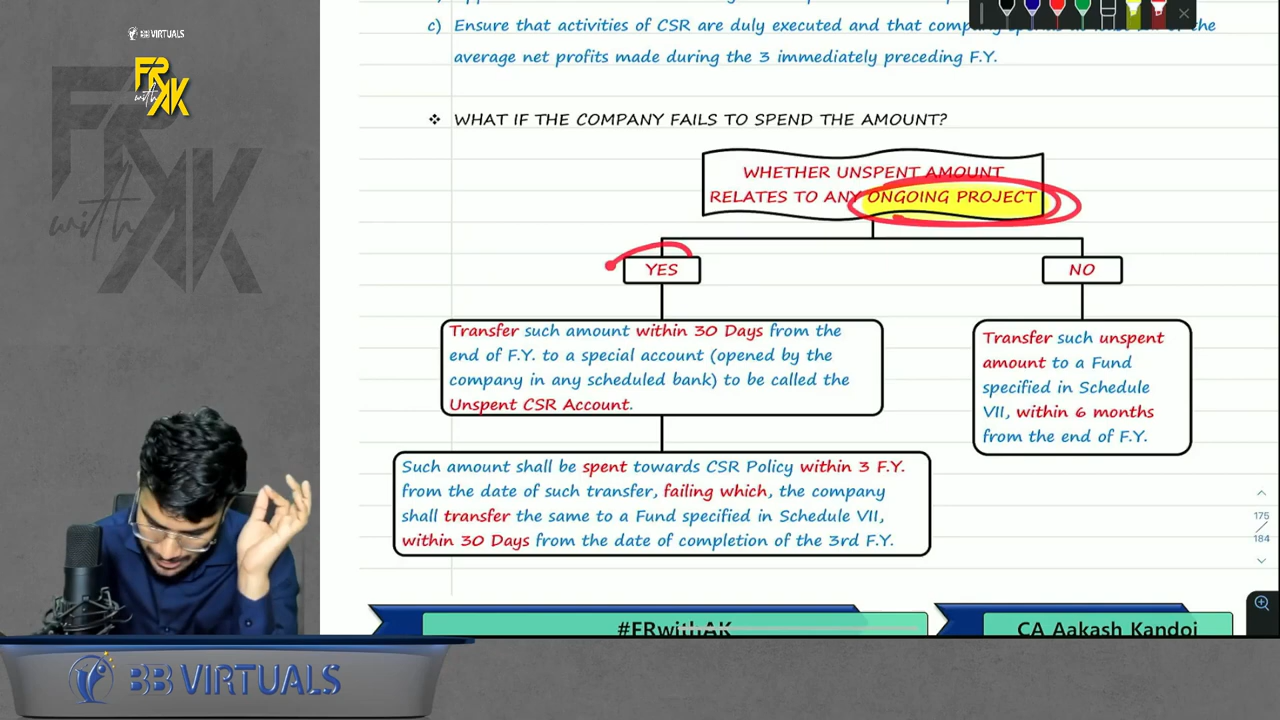 BB VIRTUALS
FR
with
AK
FR
with
AK
c) Ensure that activities of CSR are duly executed and that company
the
average net profits made during the 3 immediately preceding F.Y.
❖ WHAT IF THE COMPANY FAILS TO SPEND THE AMOUNT?
WHETHER UNSPENT AMOUNT
RELATES TO ANY ONGOING PROJECT
YES
NO
Transfer such amount within 30 Days from the
end of F.Y. to a special account (opened by the
company in any scheduled bank) to be called the
Unspent CSR Account.
Transfer such unspent
amount to a Fund
specified in Schedule
VII, within 6 months
from the end of F.Y.
Such amount shall be spent towards CSR Policy within 3 F.Y.
from the date of such transfer, failing which, the company
shall transfer the same to a Fund specified in Schedule VII,
within 30 Days from the date of completion of the 3rd F.Y.
175
184
#FRwithAK
CA Aakash Kandoi
BB VIRTUALS